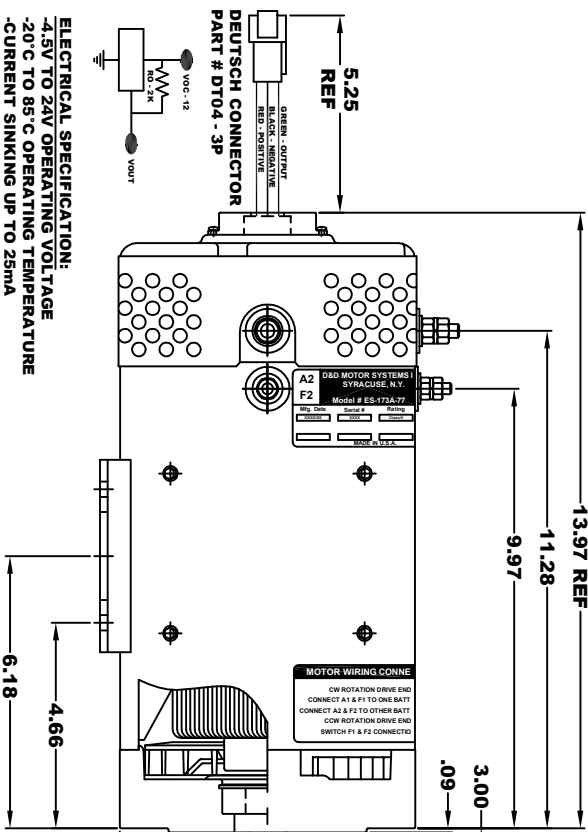 5.25
REF
DEUTSCH CONNECTOR
PART # DT04 - 3P
GREEN - OUTPUT
BLACK - NEGATIVE
RED - POSITIVE
VOC - 12
RO - 2K
VOUT
ELECTRICAL SPECIFICATION:
-4.5V TO 24V OPERATING VOLTAGE
-20°C TO 85°C OPERATING TEMPERATURE
-CURRENT SINKING UP TO 25mA
13.97 REF
11.28
9.97
3.00
.09
A2
F2
D&D MOTOR SYSTEMS I
SYRACUSE, N.Y.
Model # ES-173A-77
Mfg. Date Serial # Rating
XXXXXX XXXX ClassH
MADE IN U.S.A.
MOTOR WIRING CONNE
CW ROTATION DRIVE END
CONNECT A1 & F1 TO ONE BATT
CONNECT A2 & F2 TO OTHER BATT
CCW ROTATION DRIVE END
SWITCH F1 & F2 CONNECTIO
4.66
6.18